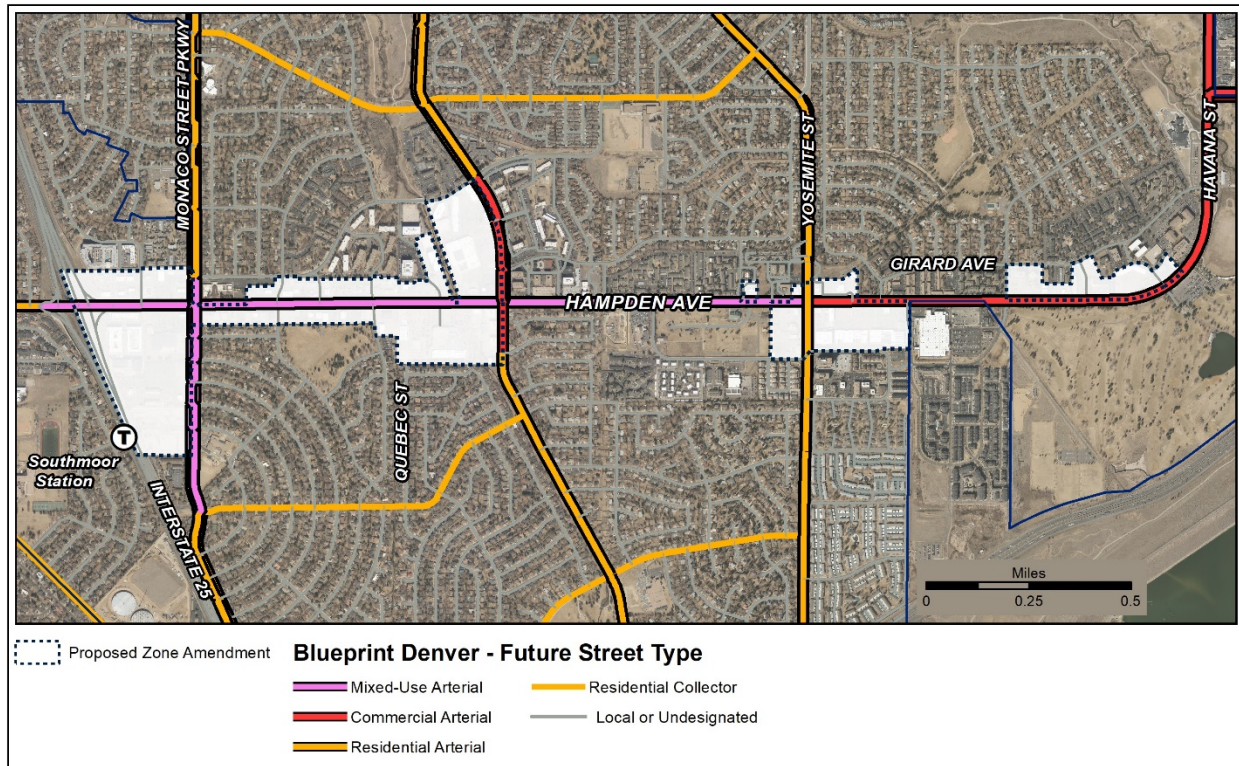 MONACO STREET PKWY
YOSEMITE ST
HAVANA ST
GIRARD AVE
HAMPDEN AVE
QUEBEC ST
T
Southmoor
Station
INTERSTATE 25
Miles
0 0.25 0.5
Proposed Zone Amendment
Blueprint Denver - Future Street Type
Mixed-Use Arterial
Residential Collector
Commercial Arterial
Local or Undesignated
Residential Arterial